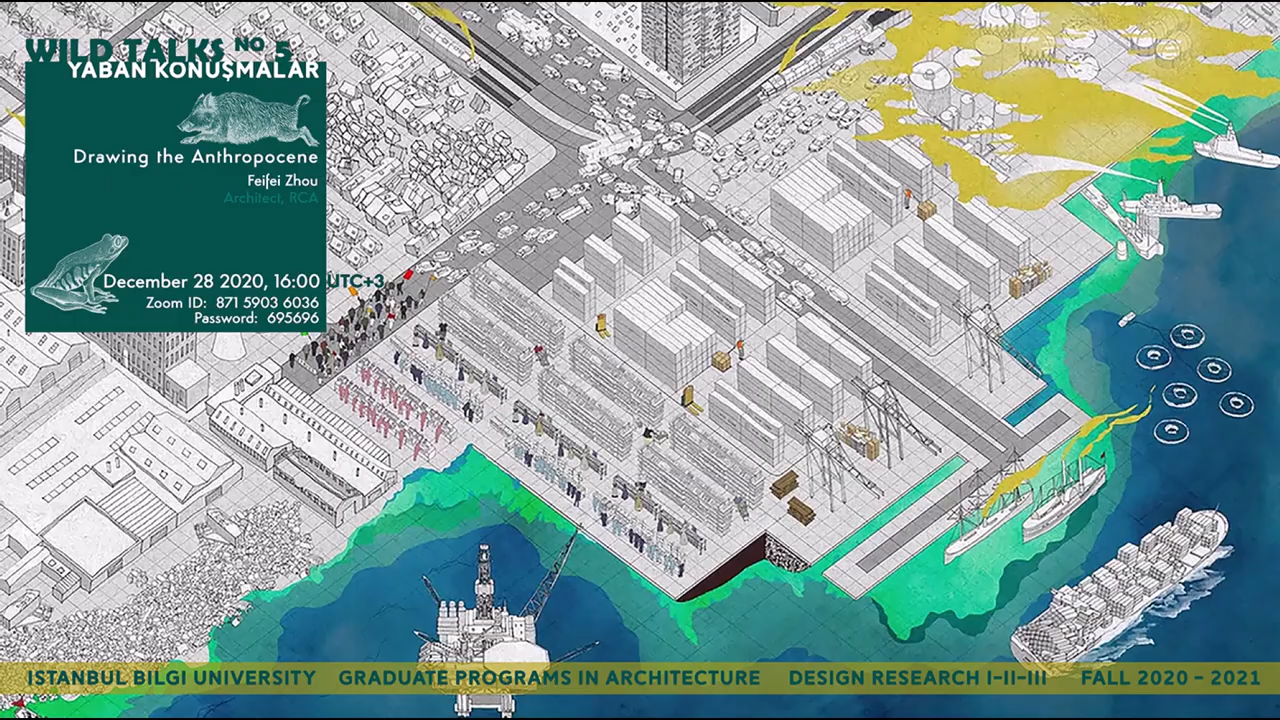 WILD TALKS NO 5
YABAN KONUŞMALAR
Drawing the Anthropocene
Feifei Zhou
Architect, RCA
December 28 2020, 16:00 UTC+3
Zoom ID: 871 5903 6036
Password: 695696
ISTANBUL BILGI UNIVERSITY GRADUATE PROGRAMS IN ARCHITECTURE DESIGN RESEARCH I-II-III FALL 2020 - 2021